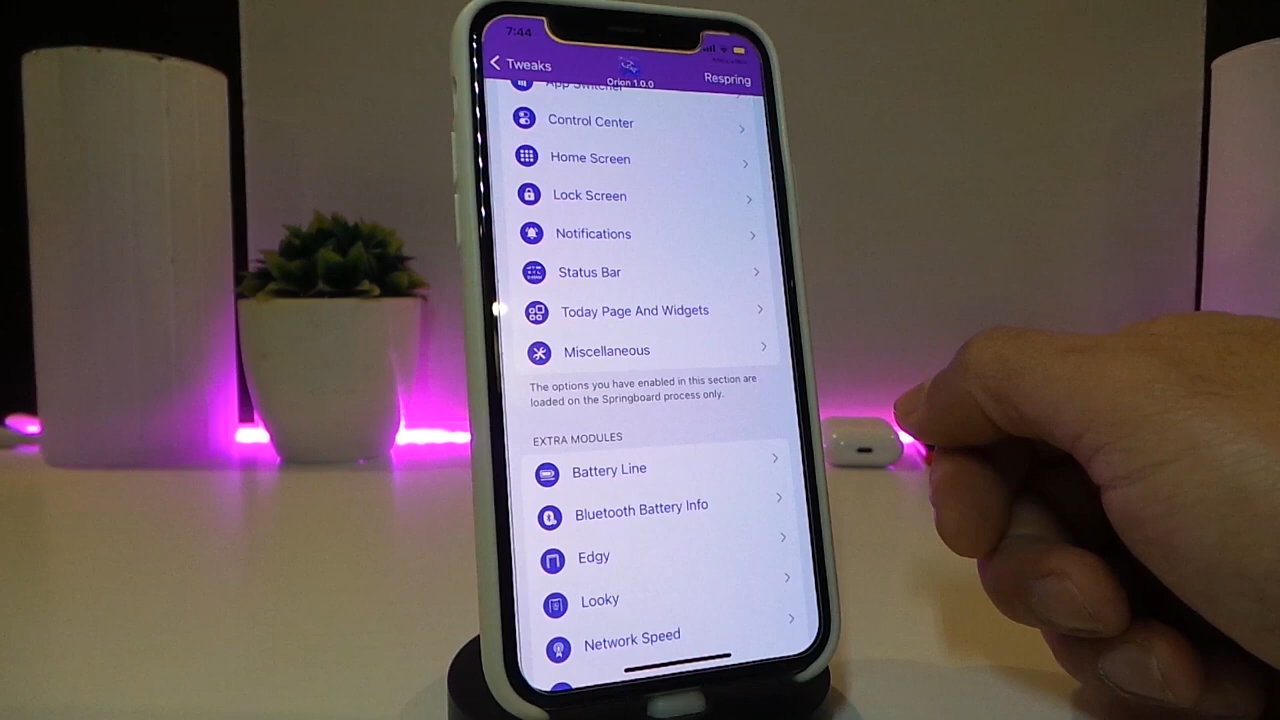 7:44
Tweaks
Orion 1.0.0
Respring
App Switcher
Control Center
Home Screen
Lock Screen
Notifications
Status Bar
Today Page And Widgets
Miscellaneous
The options you have enabled in this section are
loaded on the Springboard process only.
EXTRA MODULES
Battery Line
Bluetooth Battery Info
Edgy
Looky
Network Speed